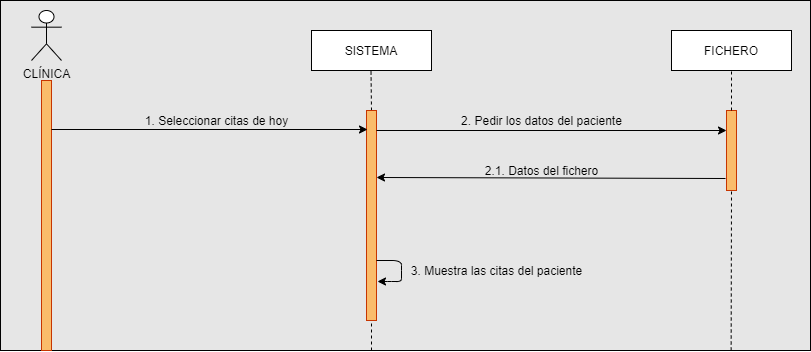 CLÍNICA
SISTEMA
FICHERO
1. Seleccionar citas de hoy
2. Pedir los datos del paciente
2.1. Datos del fichero
3. Muestra las citas del paciente